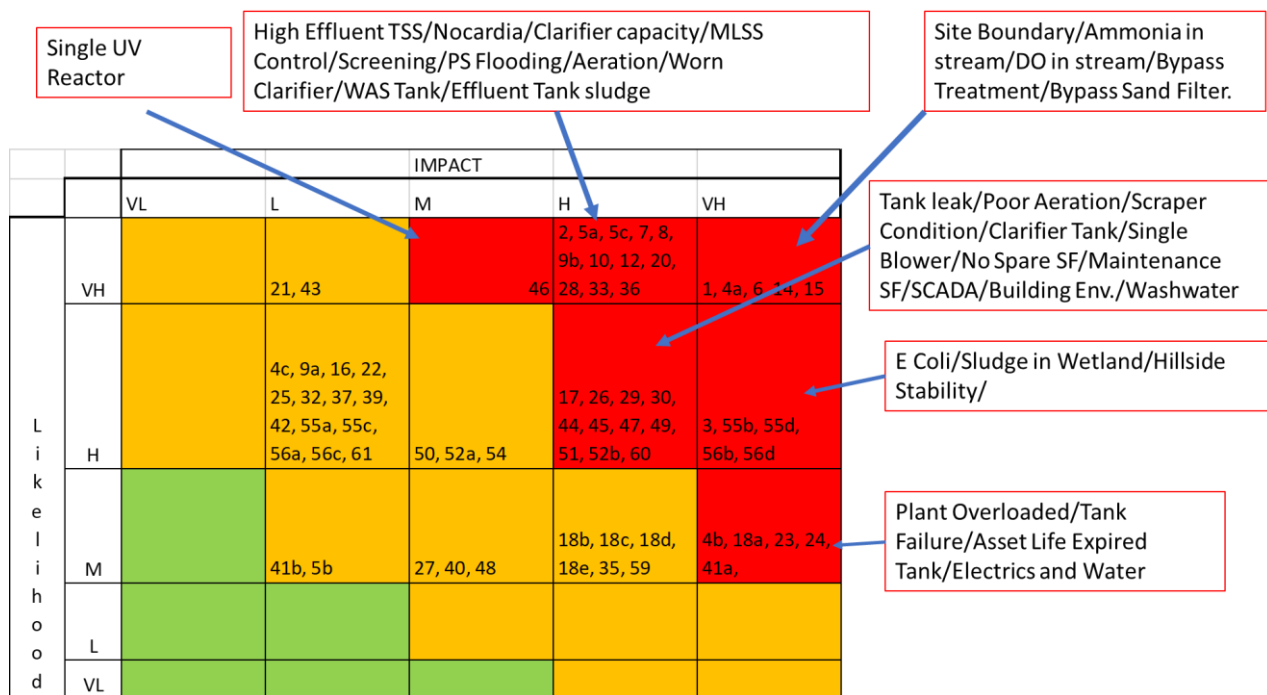 Single UV
Reactor
High Effluent TSS/Nocardia/Clarifier capacity/MLSS
Control/Screening/PS Flooding/Aeration/Worn
Clarifier/WAS Tank/Effluent Tank sludge
Site Boundary/Ammonia in
stream/DO in stream/Bypass
Treatment/Bypass Sand Filter.
Tank leak/Poor Aeration/Scraper
Condition/Clarifier Tank/Single
Blower/No Spare SF/Maintenance
SF/SCADA/Building Env./Washwater
E Coli/Sludge in Wetland/Hillside
Stability/
Plant Overloaded/Tank
Failure/Asset Life Expired
Tank/Electrics and Water
IMPACT
VL L M H VH
Likelihood
VH
21, 43
46
2, 5a, 5c, 7, 8,
9b, 10, 12, 20,
28, 33, 36
1, 4a, 6, 14, 15
H
4c, 9a, 16, 22,
25, 32, 37, 39,
42, 55a, 55c,
56a, 56c, 61
50, 52a, 54
17, 26, 29, 30,
44, 45, 47, 49,
51, 52b, 60
3, 55b, 55d,
56b, 56d
M
41b, 5b
27, 40, 48
18b, 18c, 18d,
18e, 35, 59
4b, 18a, 23, 24,
41a,
L
VL